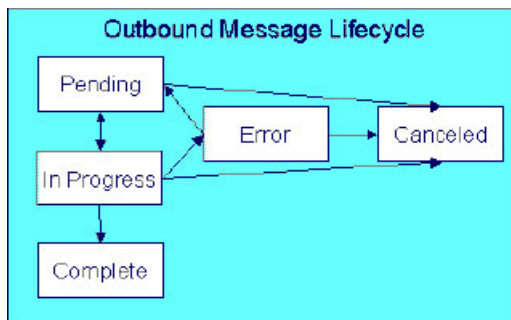 Outbound Message Lifecycle
Pending
Error
Canceled
In Progress
Complete